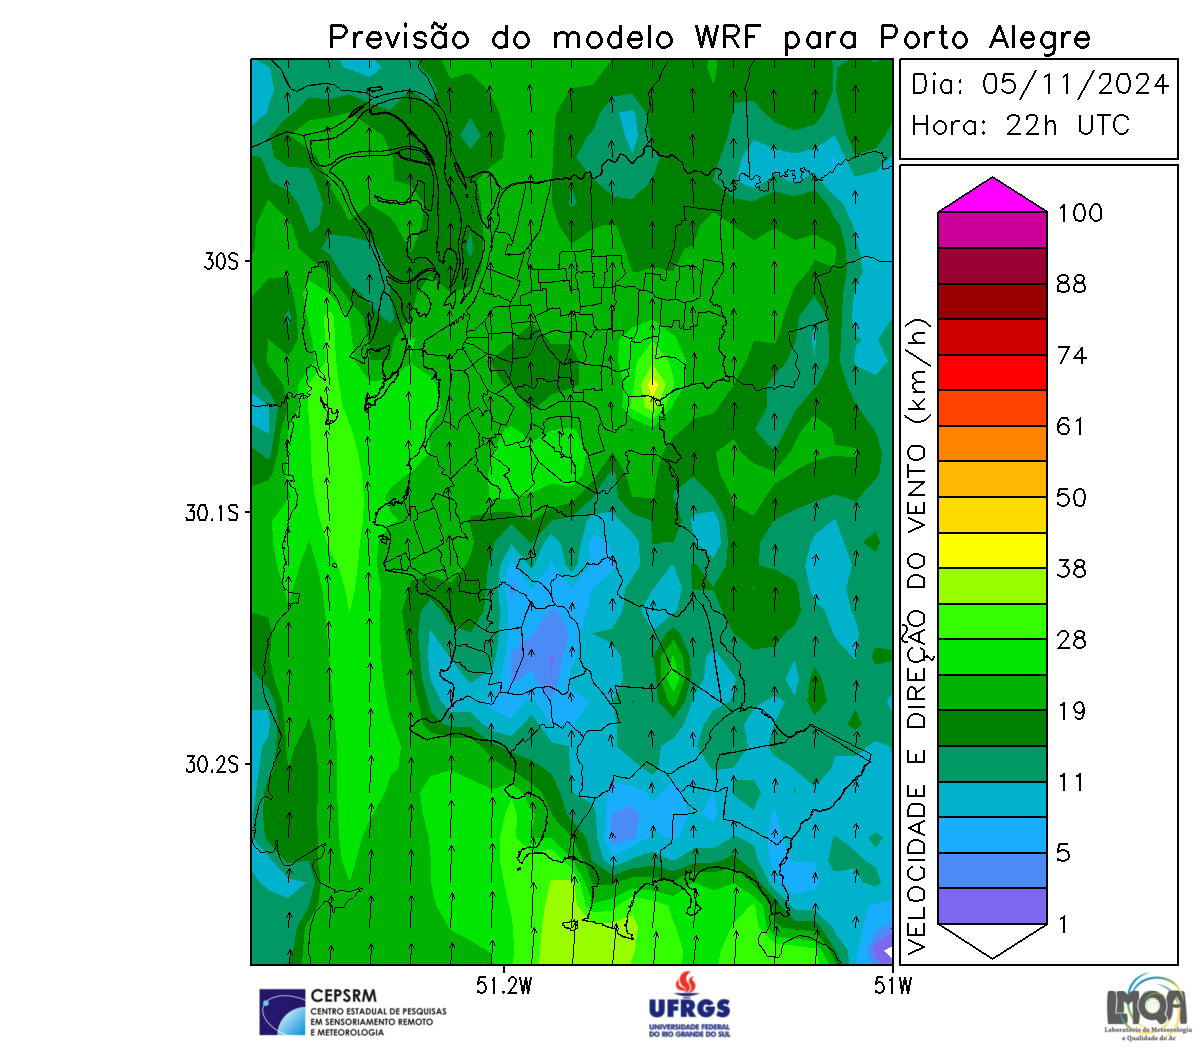 Previsão do modelo WRF para Porto Alegre
Dia: 05/11/2024
Hora: 22h UTC
30S
30.1S
30.2S
51.2W
51W
VELOCIDADE E DIREÇÃO DO VENTO (km/h)
100
88
74
61
50
38
28
19
11
5
1
CEPSRM
CENTRO ESTADUAL DE PESQUISAS
EM SENSORIAMENTO REMOTO
E METEOROLOGIA
UFRGS
UNIVERSIDADE FEDERAL
DO RIO GRANDE DO SUL
LMQA
Laboratório de Meteorologia
e Qualidade do Ar